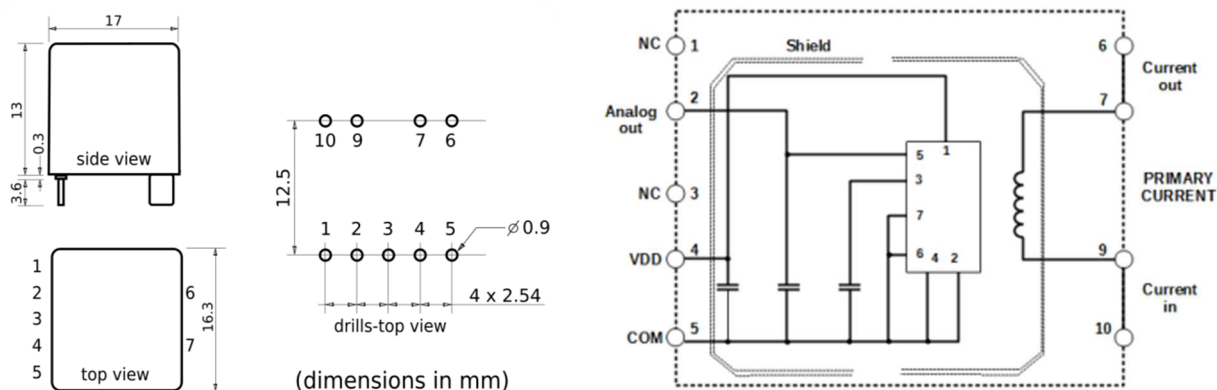 17
13
0.3
side view
3.6
1
2
3
4
5
6
7
16.3
top view
10 9 7 6
12.5
1 2 3 4 5
⌀0.9
4 x 2.54
drills-top view
(dimensions in mm)
NC 1
Shield
6
Current
out
2
Analog
out
7
5 1
3
NC 3
PRIMARY
CURRENT
7
VDD 4
6 4 2
9
Current
in
COM 5
10